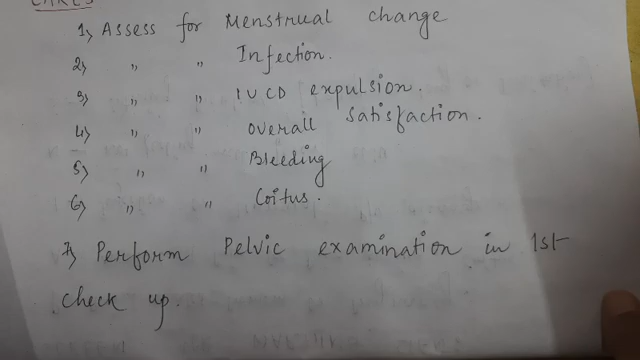 CARES
1) Assess for Menstrual change
2) " " Infection.
3) " " IUCD expulsion.
4) " " overall satisfaction.
5) " " Bleeding
6) " " Coitus.
7) Perform Pelvic examination in 1st
check up.